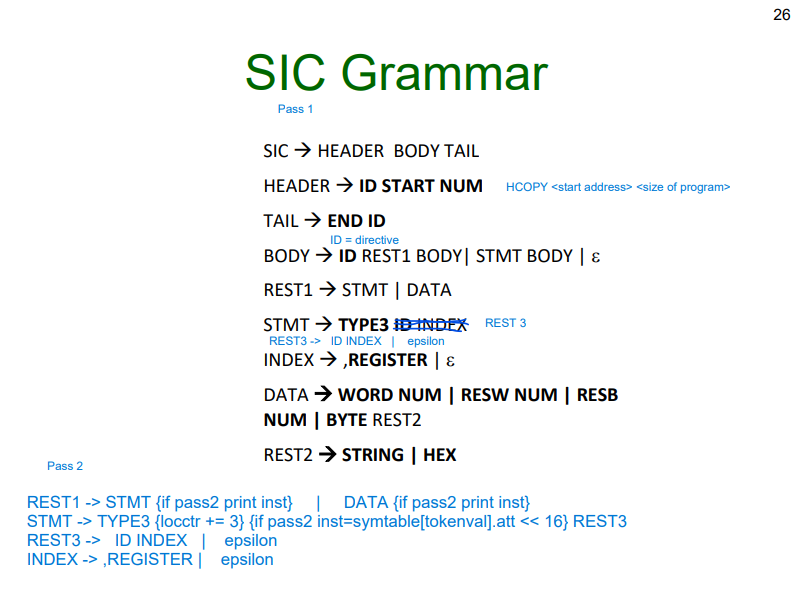 26
SIC Grammar
Pass 1
SIC → HEADER BODY TAIL
HEADER → ID START NUM HCOPY <start address> <size of program>
TAIL → END ID
ID = directive
BODY → ID REST1 BODY| STMT BODY | ε
REST1 → STMT | DATA
STMT → TYPE3 ID INDEX REST 3
REST3 -> ID INDEX | epsilon
INDEX → ,REGISTER | ε
DATA → WORD NUM | RESW NUM | RESB
NUM | BYTE REST2
REST2 → STRING | HEX
Pass 2
REST1 -> STMT {if pass2 print inst} | DATA {if pass2 print inst}
STMT -> TYPE3 {locctr += 3} {if pass2 inst=symtable[tokenval].att << 16} REST3
REST3 -> ID INDEX | epsilon
INDEX -> ,REGISTER | epsilon